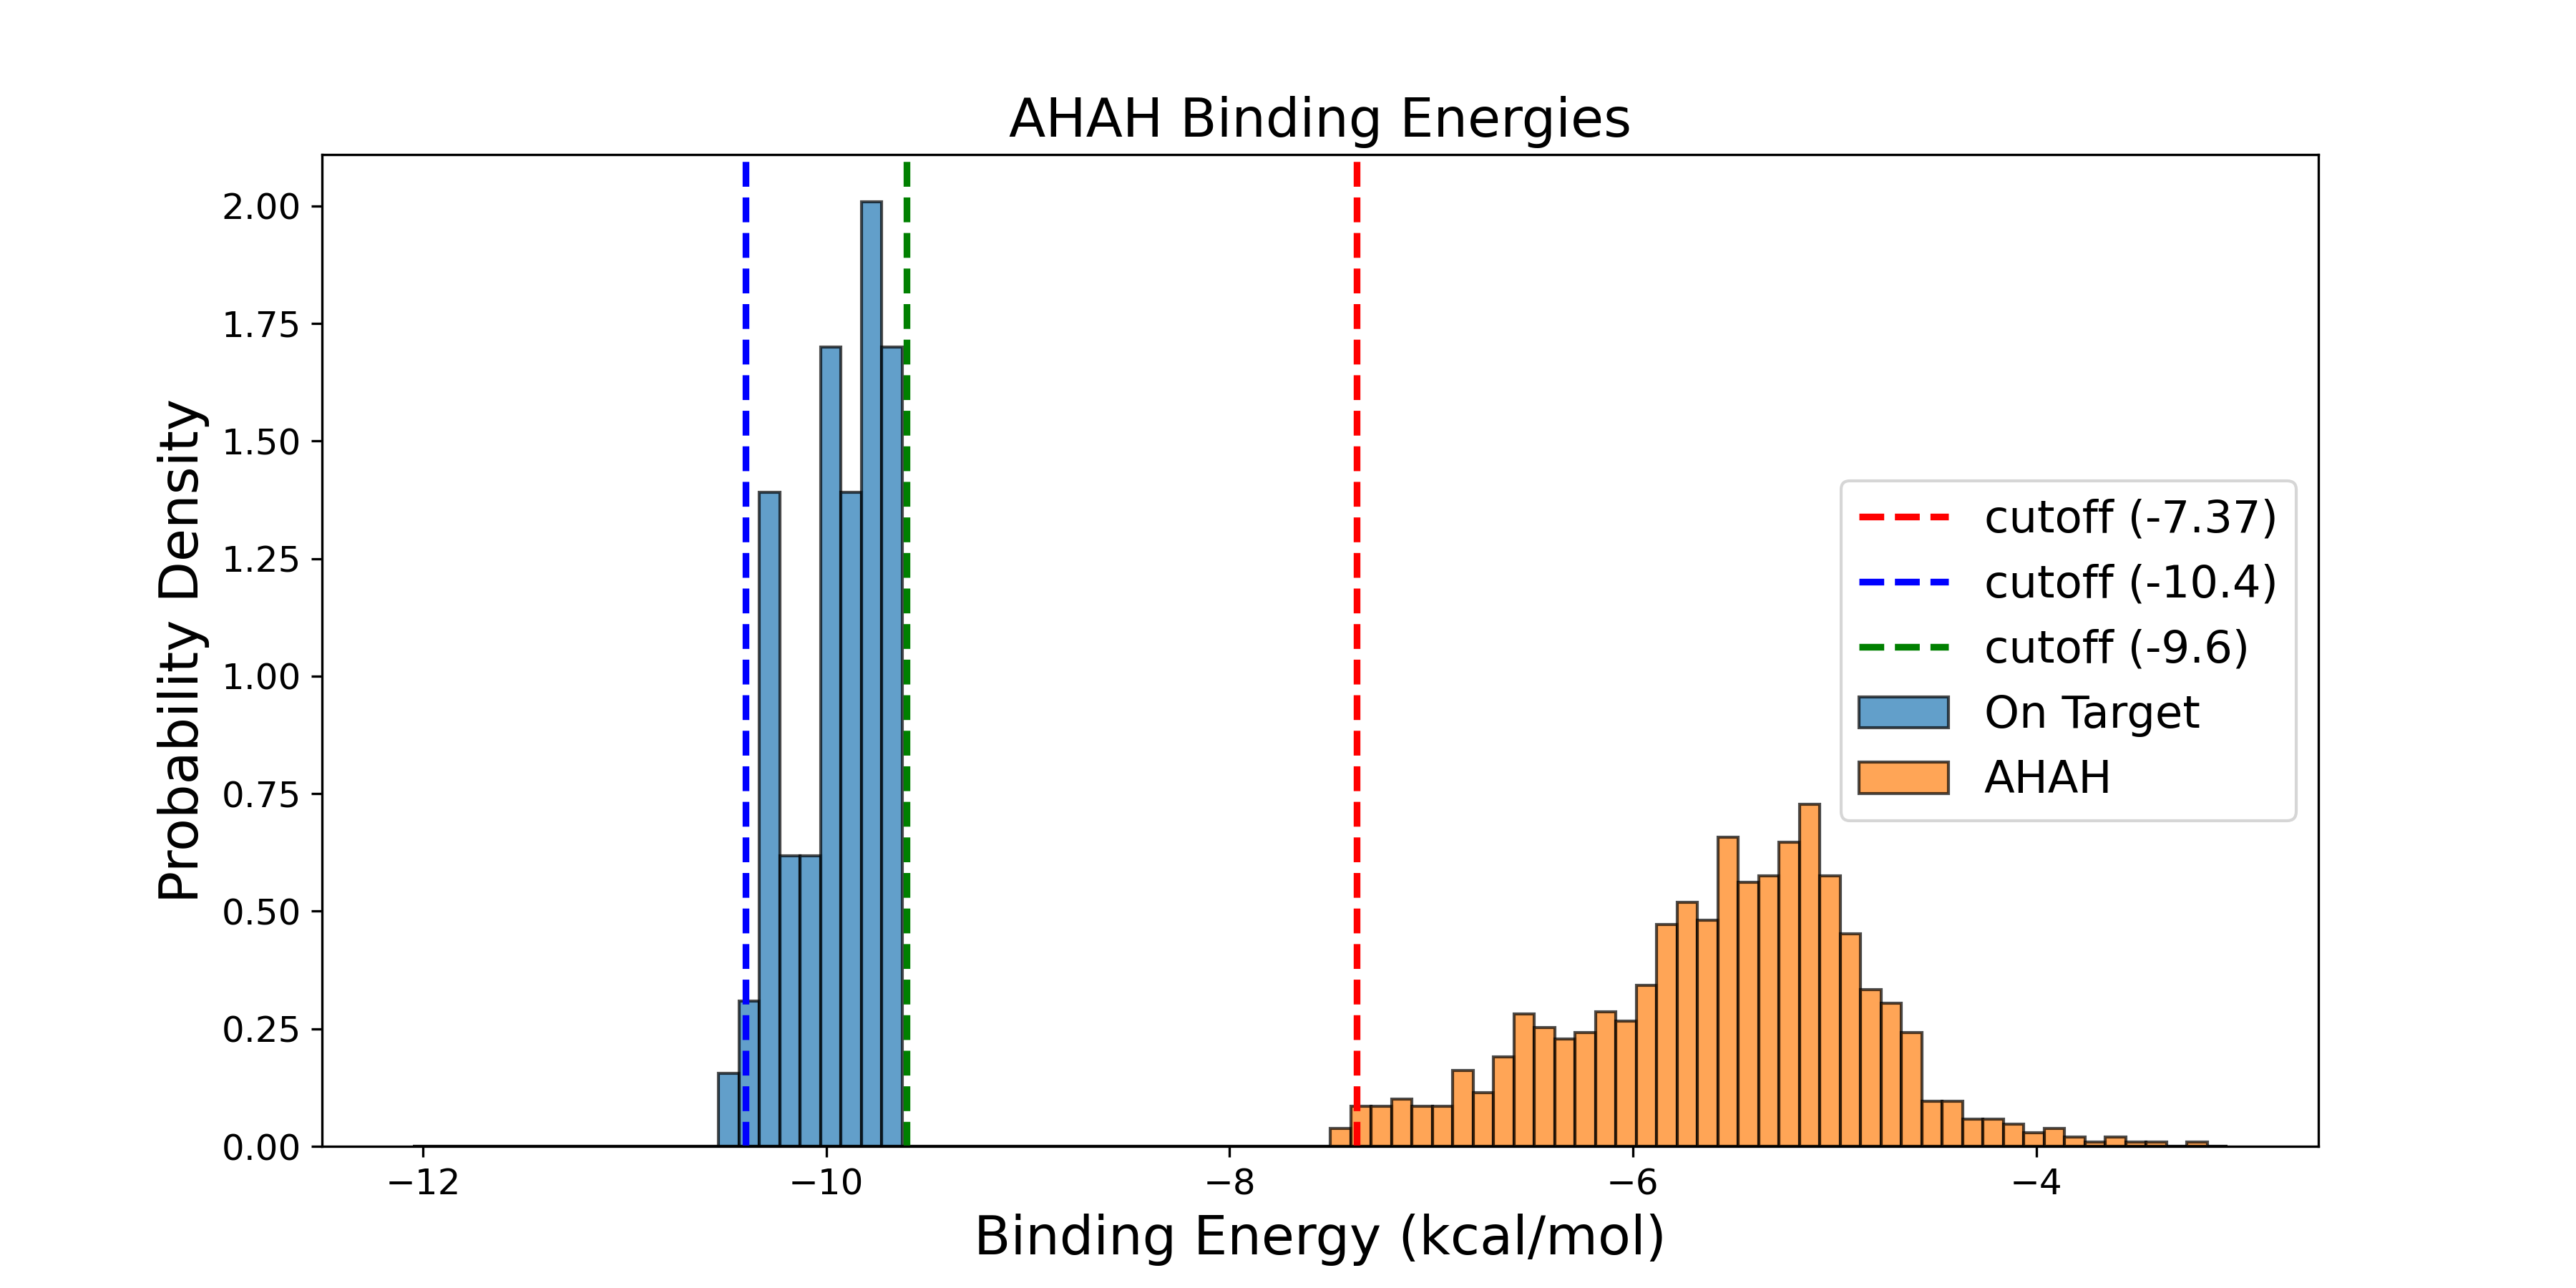 AHAH Binding Energies
Probability Density
2.00
1.75
1.50
1.25
1.00
0.75
0.50
0.25
0.00
cutoff (-7.37)
cutoff (-10.4)
cutoff (-9.6)
On Target
AHAH
−12 −10 −8 −6 −4
Binding Energy (kcal/mol)